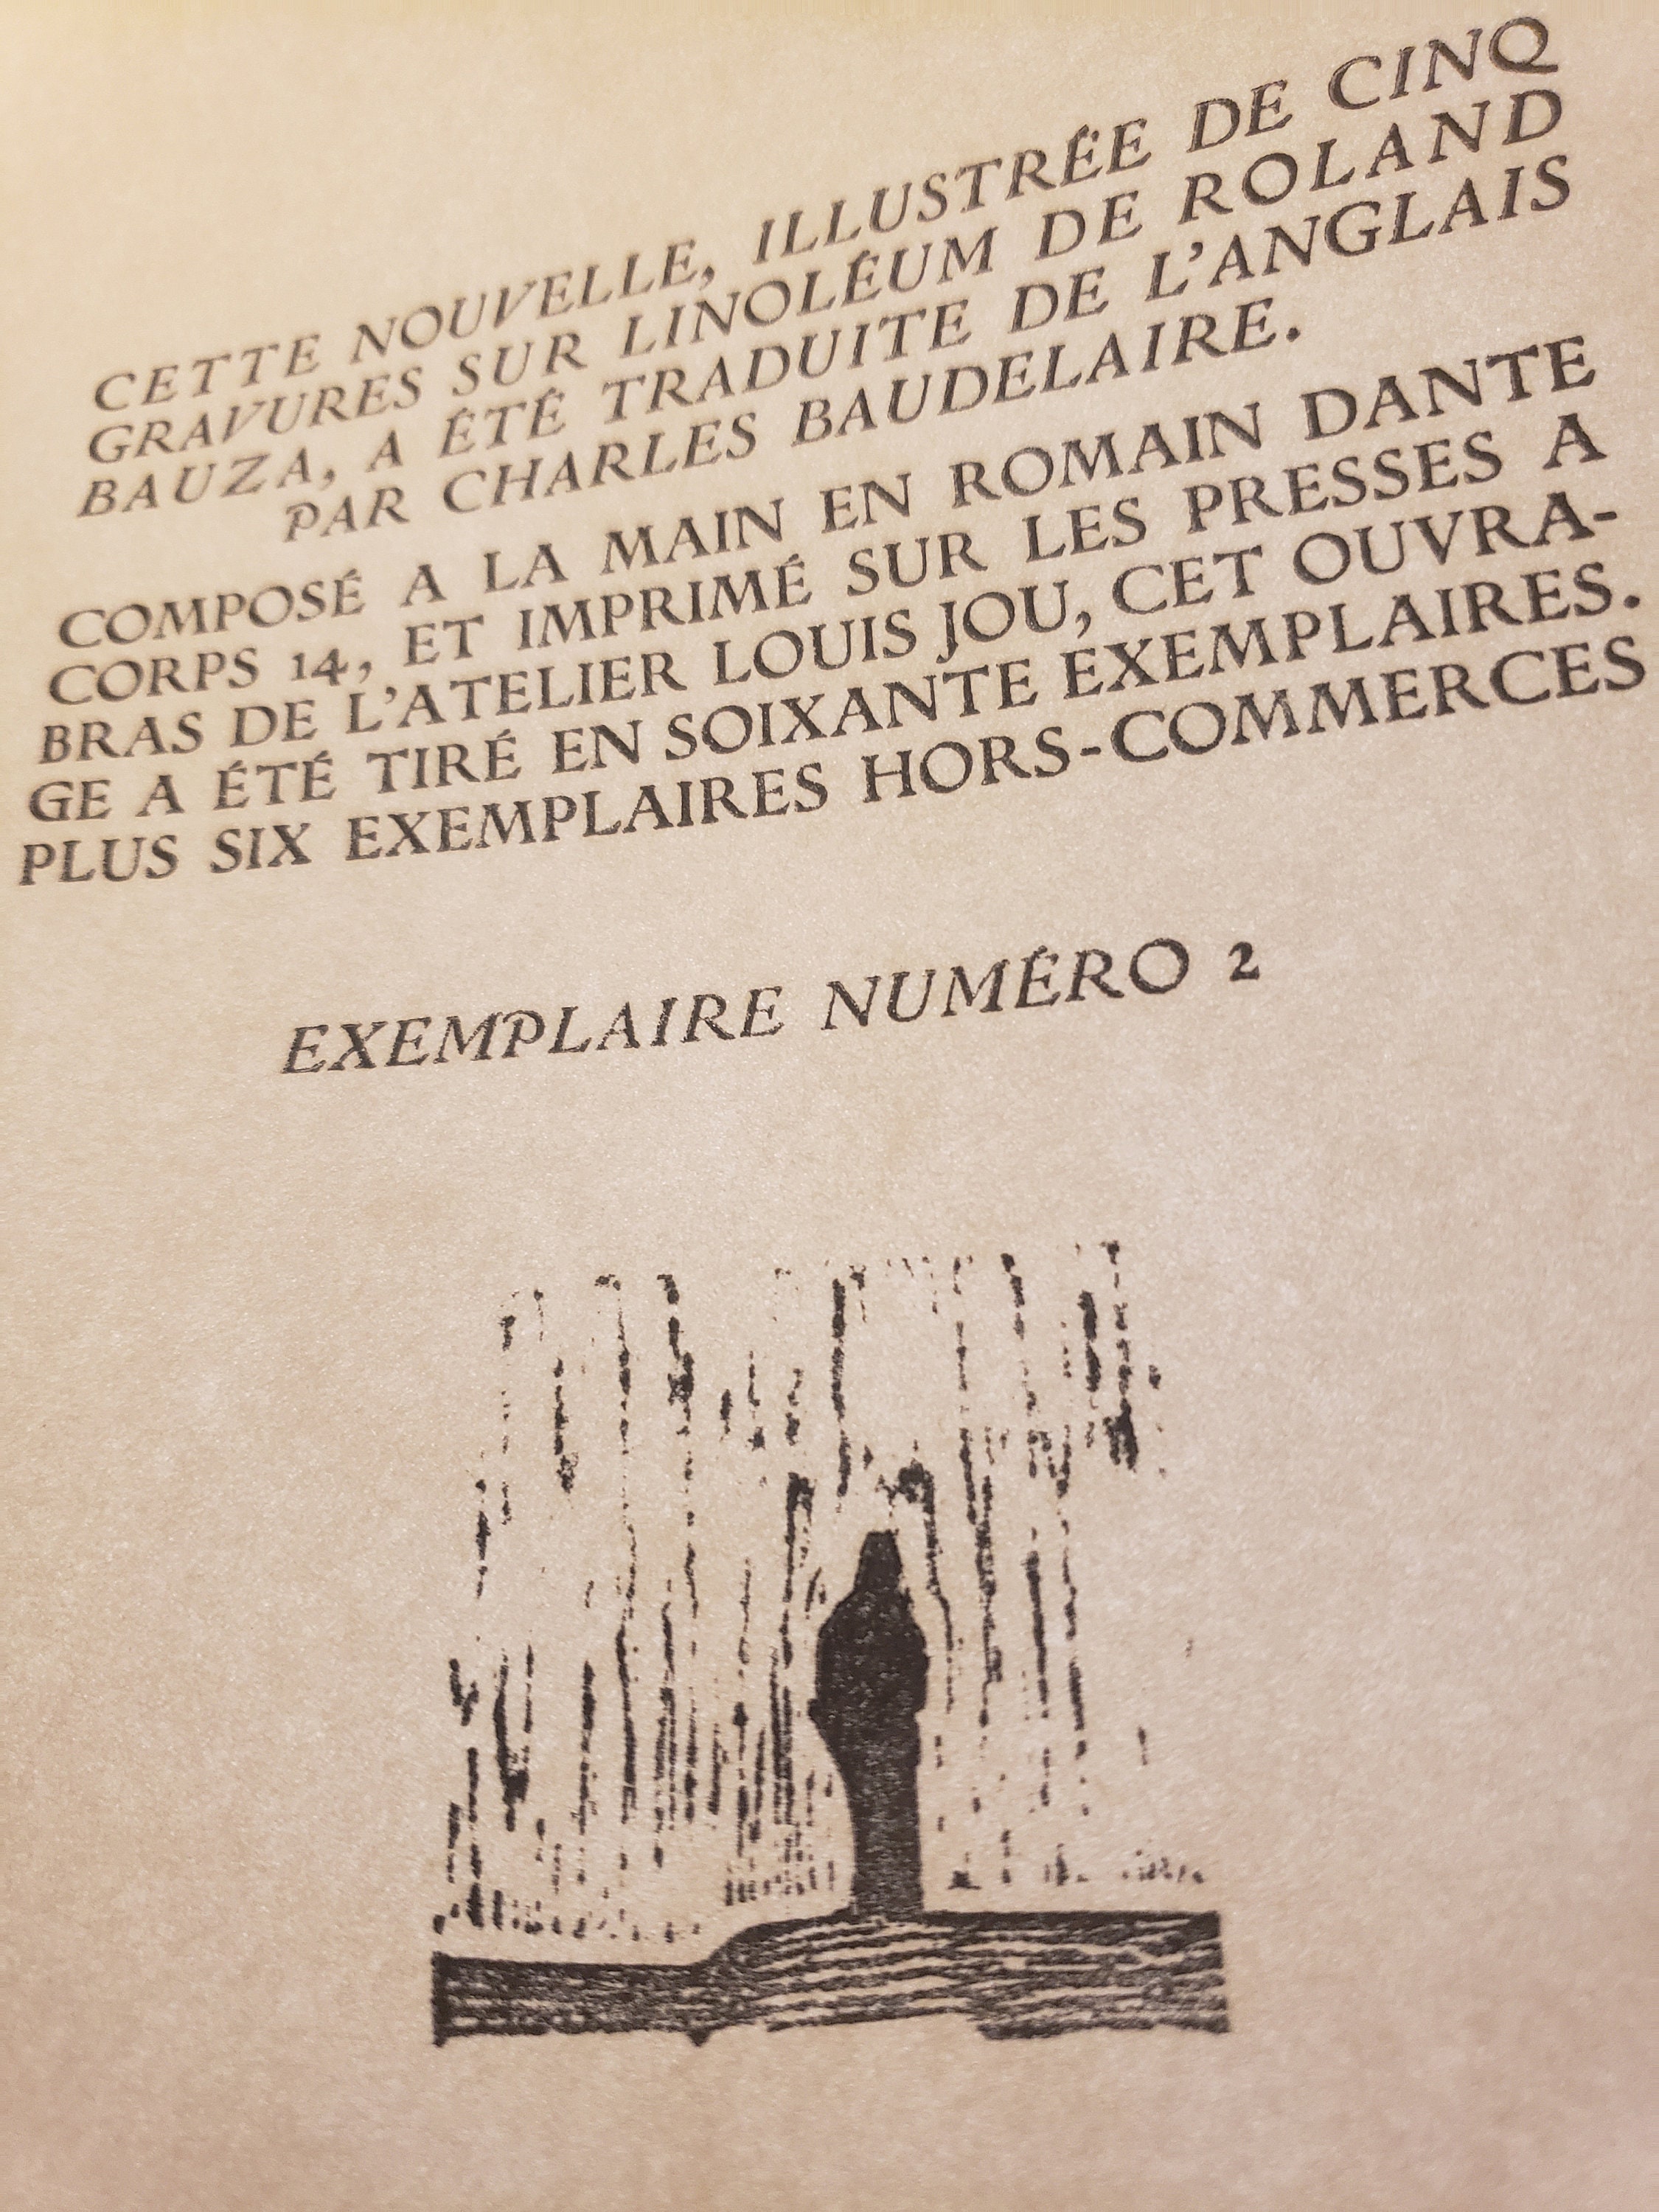 CETTE NOUVELLE, ILLUSTRÉE DE CINQ
GRAVURES SUR LINOLÉUM DE ROLAND
BAUZA, A ÉTÉ TRADUITE DE L'ANGLAIS
PAR CHARLES BAUDELAIRE.
COMPOSÉ A LA MAIN EN ROMAIN DANTE
CORPS 14, ET IMPRIMÉ SUR LES PRESSES A
BRAS DE L'ATELIER LOUIS JOU, CET OUVRA-
GE A ÉTÉ TIRÉ EN SOIXANTE EXEMPLAIRES.
PLUS SIX EXEMPLAIRES HORS-COMMERCES
EXEMPLAIRE NUMÉRO 2